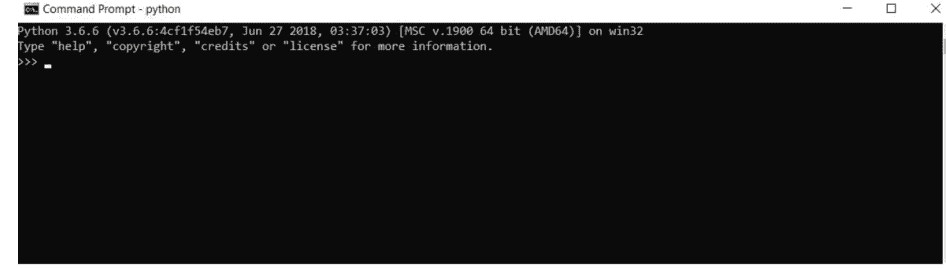 Command Prompt - python
Python 3.6.6 (v3.6.6:4cf1f54eb7, Jun 27 2018, 03:37:03) [MSC v.1900 64 bit (AMD64)] on win32
Type "help", "copyright", "credits" or "license" for more information.
>>> _